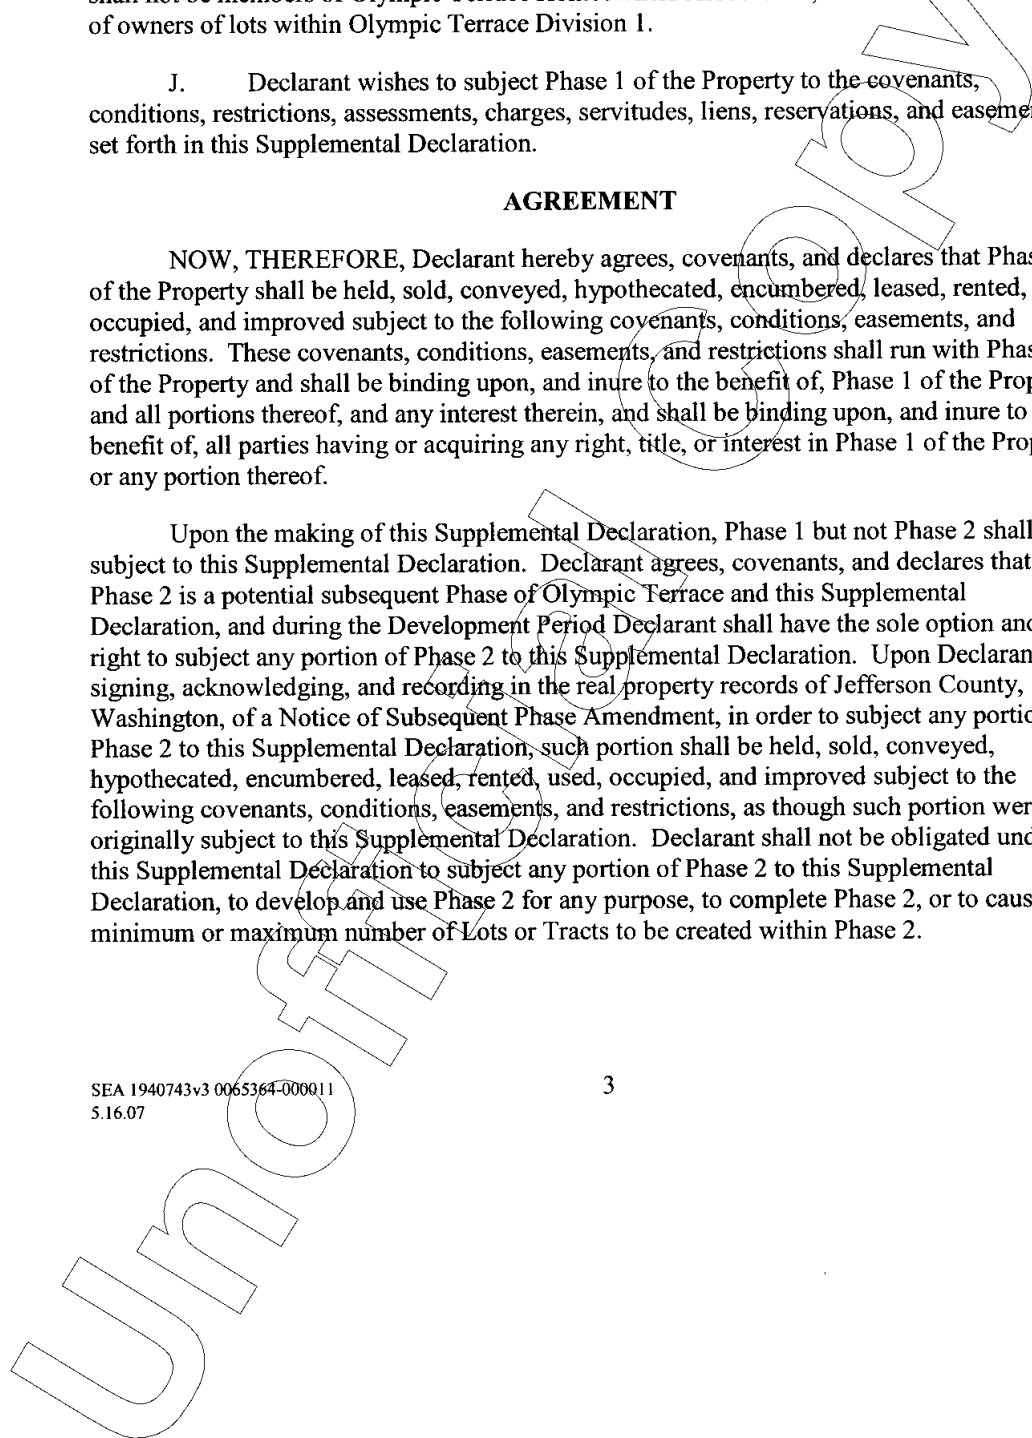 of owners of lots within Olympic Terrace Division 1.
J. Declarant wishes to subject Phase 1 of the Property to the covenants,
conditions, restrictions, assessments, charges, servitudes, liens, reservations, and easeme
set forth in this Supplemental Declaration.
AGREEMENT
NOW, THEREFORE, Declarant hereby agrees, covenants, and declares that Phas
of the Property shall be held, sold, conveyed, hypothecated, encumbered, leased, rented,
occupied, and improved subject to the following covenants, conditions, easements, and
restrictions. These covenants, conditions, easements, and restrictions shall run with Phas
of the Property and shall be binding upon, and inure to the benefit of, Phase 1 of the Prop
and all portions thereof, and any interest therein, and shall be binding upon, and inure to
benefit of, all parties having or acquiring any right, title, or interest in Phase 1 of the Prop
or any portion thereof.
Upon the making of this Supplemental Declaration, Phase 1 but not Phase 2 shall
subject to this Supplemental Declaration. Declarant agrees, covenants, and declares that
Phase 2 is a potential subsequent Phase of Olympic Terrace and this Supplemental
Declaration, and during the Development Period Declarant shall have the sole option and
right to subject any portion of Phase 2 to this Supplemental Declaration. Upon Declaran
signing, acknowledging, and recording in the real property records of Jefferson County,
Washington, of a Notice of Subsequent Phase Amendment, in order to subject any portio
Phase 2 to this Supplemental Declaration, such portion shall be held, sold, conveyed,
hypothecated, encumbered, leased, rented, used, occupied, and improved subject to the
following covenants, conditions, easements, and restrictions, as though such portion wer
originally subject to this Supplemental Declaration. Declarant shall not be obligated und
this Supplemental Declaration to subject any portion of Phase 2 to this Supplemental
Declaration, to develop and use Phase 2 for any purpose, to complete Phase 2, or to caus
minimum or maximum number of Lots or Tracts to be created within Phase 2.
SEA 1940743v3 0065364-000011
3
5.16.07
Unofficial Copy